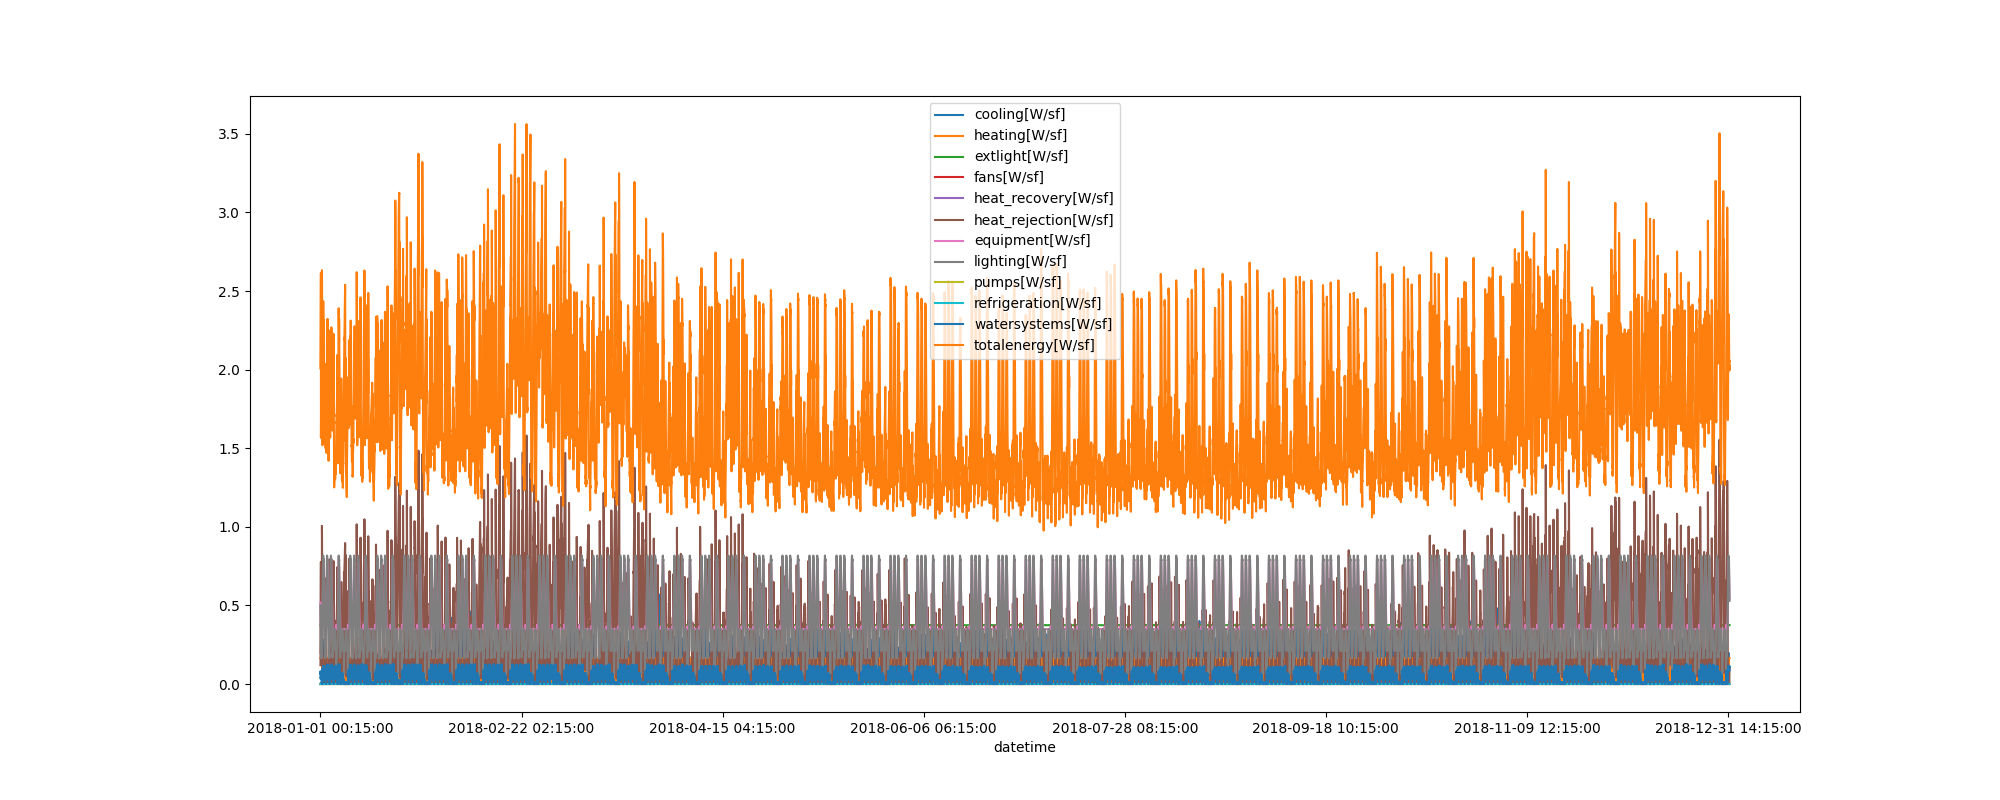 cooling[W/sf]
heating[W/sf]
extlight[W/sf]
fans[W/sf]
heat_recovery[W/sf]
heat_rejection[W/sf]
equipment[W/sf]
lighting[W/sf]
pumps[W/sf]
refrigeration[W/sf]
watersystems[W/sf]
totalenergy[W/sf]
3.5
3.0
2.5
2.0
1.5
1.0
0.5
0.0
2018-01-01 00:15:00 2018-02-22 02:15:00 2018-04-15 04:15:00 2018-06-06 06:15:00 2018-07-28 08:15:00 2018-09-18 10:15:00 2018-11-09 12:15:00 2018-12-31 14:15:00
datetime